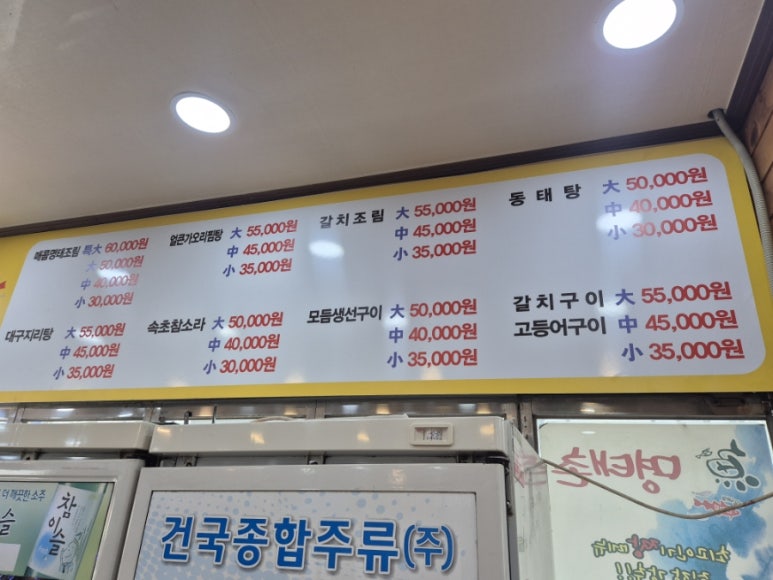 매콤명태조림 特大 60,000원
大 50,000원
中 40,000원
小 30,000원
얼큰가오리찜탕 大 55,000원
中 45,000원
小 35,000원
갈치조림 大 55,000원
中 45,000원
小 35,000원
동태탕 大 50,000원
中 40,000원
小 30,000원
대구지리탕 大 55,000원
中 45,000원
小 35,000원
속초참소라 大 50,000원
中 40,000원
小 30,000원
모듬생선구이 大 50,000원
中 40,000원
小 35,000원
갈치구이 大 55,000원
고등어구이 中 45,000원
小 35,000원
더 깨끗한 소주
슬
참이슬
건국종합주류(주)